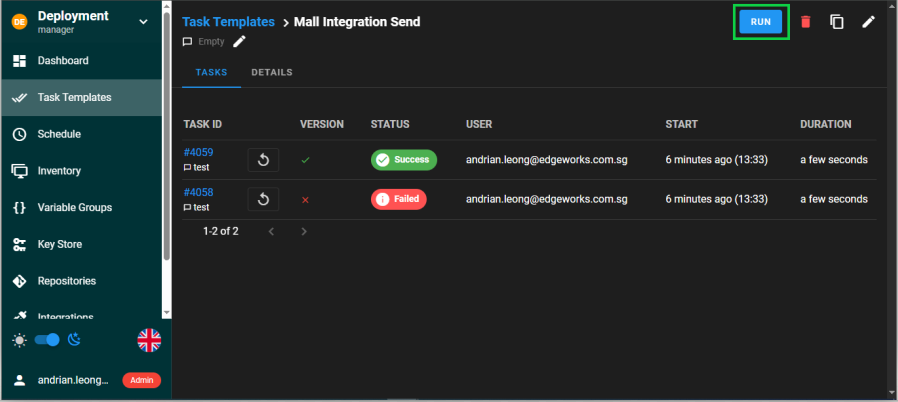 DE
Deployment
manager
Dashboard
Task Templates
Schedule
Inventory
{} Variable Groups
Key Store
Repositories
Integrations
andrian.leong... Admin
Task Templates > Mall Integration Send
RUN
Empty
TASKS DETAILS
TASK ID VERSION STATUS USER START DURATION
#4059 Success andrian.leong@edgeworks.com.sg 6 minutes ago (13:33) a few seconds
test
#4058 Failed andrian.leong@edgeworks.com.sg 6 minutes ago (13:33) a few seconds
test
1-2 of 2